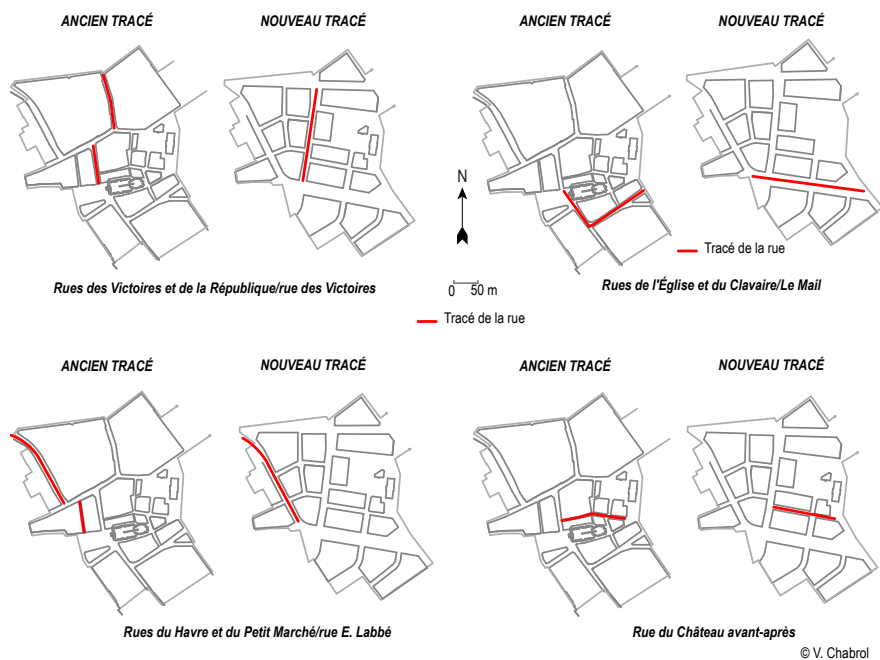 ANCIEN TRACÉ
NOUVEAU TRACÉ
ANCIEN TRACÉ
NOUVEAU TRACÉ
N
Tracé de la rue
Rues des Victoires et de la République/rue des Victoires
0 50 m
Rues de l'Église et du Clavaire/Le Mail
Tracé de la rue
ANCIEN TRACÉ
NOUVEAU TRACÉ
ANCIEN TRACÉ
NOUVEAU TRACÉ
Rues du Havre et du Petit Marché/rue E. Labbé
Rue du Château avant-après
© V. Chabrol